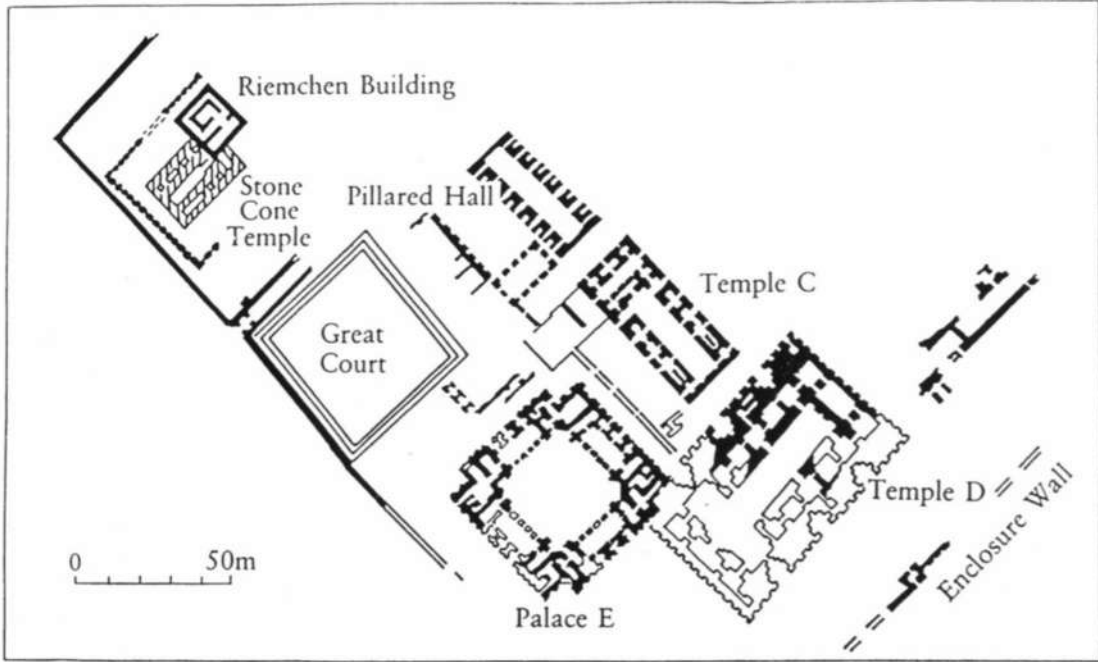 Riemchen Building
Stone
Cone
Temple
Pillared Hall
Temple C
Great
Court
Temple D
Enclosure Wall
0 50m
Palace E